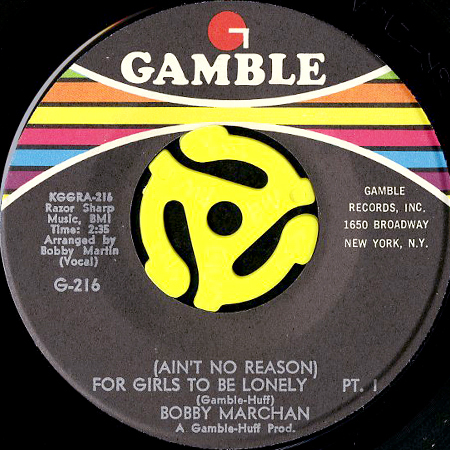 G
GAMBLE
KGGRA-216
Razor Sharp
Music, BMI
Time: 2:35
Arranged by
Bobby Martin
(Vocal)
G-216
GAMBLE
RECORDS, INC.
1650 BROADWAY
NEW YORK, N.Y.
(AIN'T NO REASON)
FOR GIRLS TO BE LONELY PT. 1
(Gamble-Huff)
BOBBY MARCHAN
A Gamble-Huff Prod.